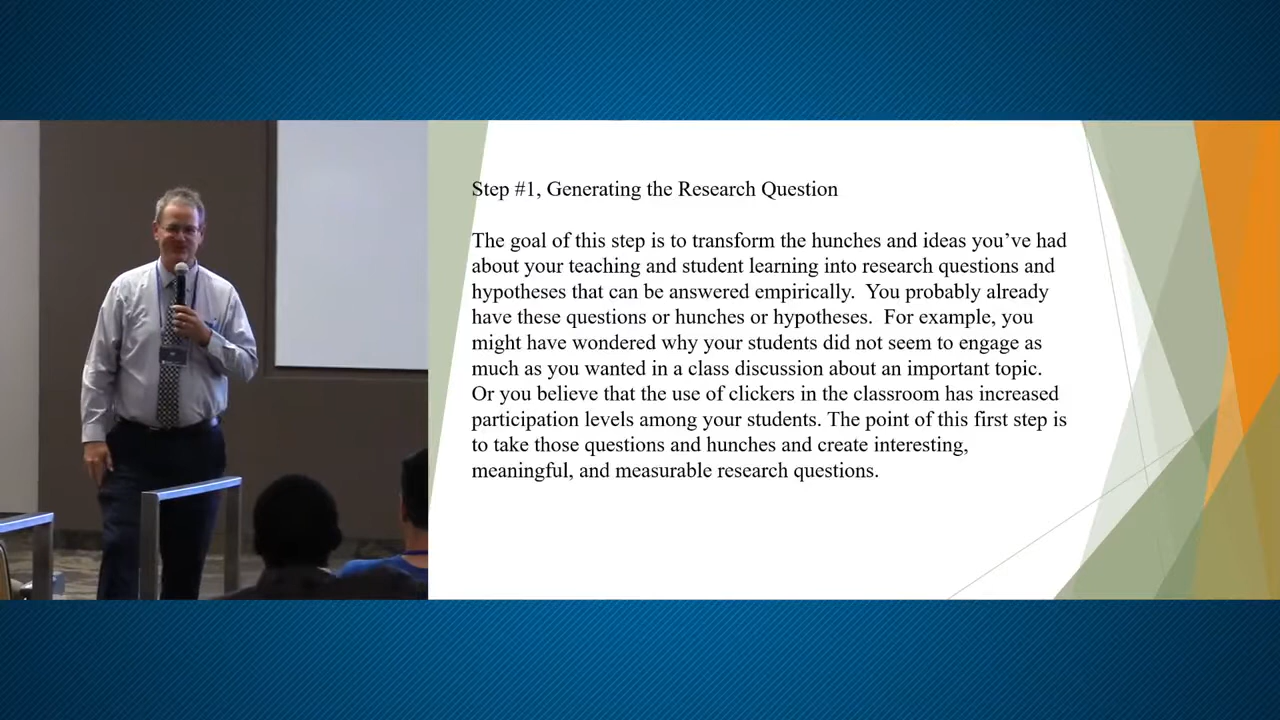 Step #1, Generating the Research Question
The goal of this step is to transform the hunches and ideas you’ve had
about your teaching and student learning into research questions and
hypotheses that can be answered empirically.  You probably already
have these questions or hunches or hypotheses.  For example, you
might have wondered why your students did not seem to engage as
much as you wanted in a class discussion about an important topic.
Or you believe that the use of clickers in the classroom has increased
participation levels among your students. The point of this first step is
to take those questions and hunches and create interesting,
meaningful, and measurable research questions.